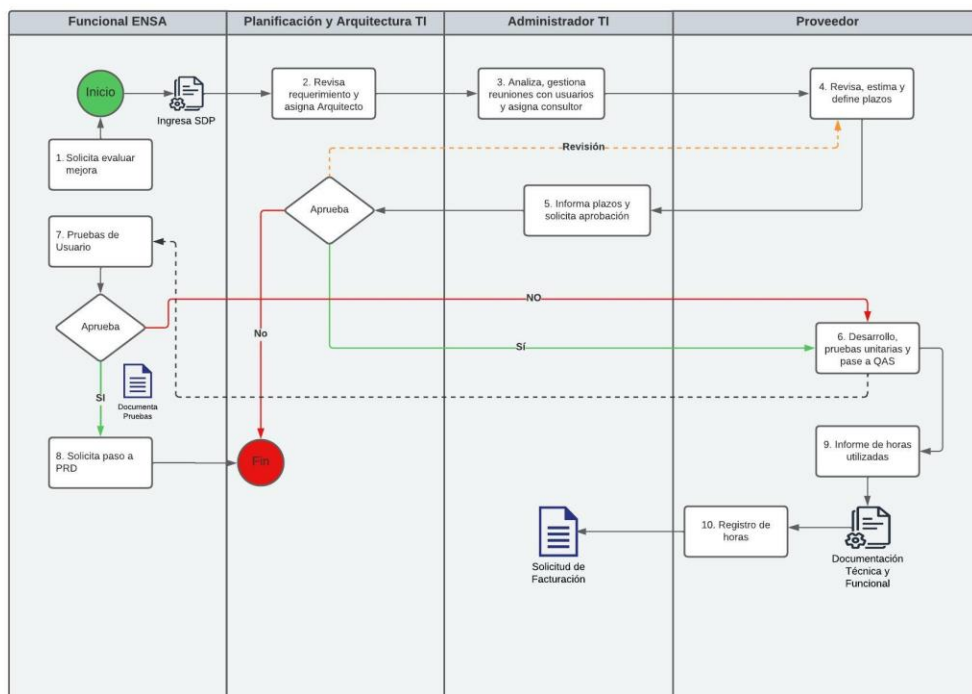 Funcional ENSA
Planificación y Arquitectura TI
Administrador TI
Proveedor
Inicio
Ingresa SDP
2. Revisa
requerimiento y
asigna Arquitecto
3. Analiza, gestiona
reuniones con usuarios
y asigna consultor
4. Revisa, estima y
define plazos
1. Solicita evaluar
mejora
Revisión
Aprueba
5. Informa plazos y
solicita aprobación
7. Pruebas de
Usuario
Aprueba
NO
No
Sí
6. Desarrollo,
pruebas unitarias y
pase a QAS
SI
Documenta
Pruebas
8. Solicita paso a
PRD
Fin
9. Informe de horas
utilizadas
10. Registro de
horas
Solicitud de
Facturación
Documentación
Técnica y
Funcional